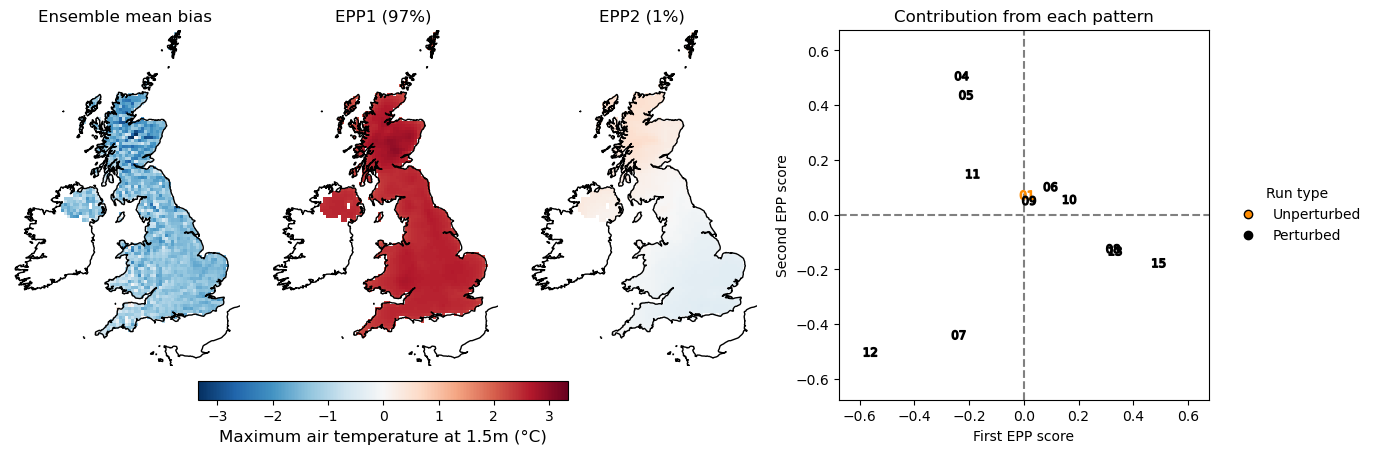 Ensemble mean bias
EPP1 (97%)
EPP2 (1%)
Contribution from each pattern
−3 −2 −1 0 1 2 3
Maximum air temperature at 1.5m (°C)
Second EPP score
0.6
0.4
0.2
0.0
−0.2
−0.4
−0.6
04
05
11
01
06
09
10
08
15
07
12
−0.6 −0.4 −0.2 0.0 0.2 0.4 0.6
First EPP score
Run type
Unperturbed
Perturbed